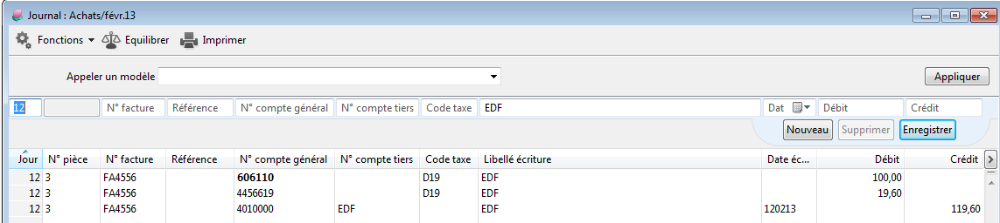 Journal : Achats/févr.13
Fonctions Equilibrer Imprimer
Appeler un modèle Appliquer
12 N° facture Référence N° compte général N° compte tiers Code taxe EDF Dat Débit Crédit
Nouveau Supprimer Enregistrer
Jour N° pièce N° facture Référence N° compte général N° compte tiers Code taxe Libellé écriture Date éc... Débit Crédit
12 3 FA4556 606110 D19 EDF 100,00
12 3 FA4556 4456619 D19 EDF 19,60
12 3 FA4556 4010000 EDF EDF 120213 119,60